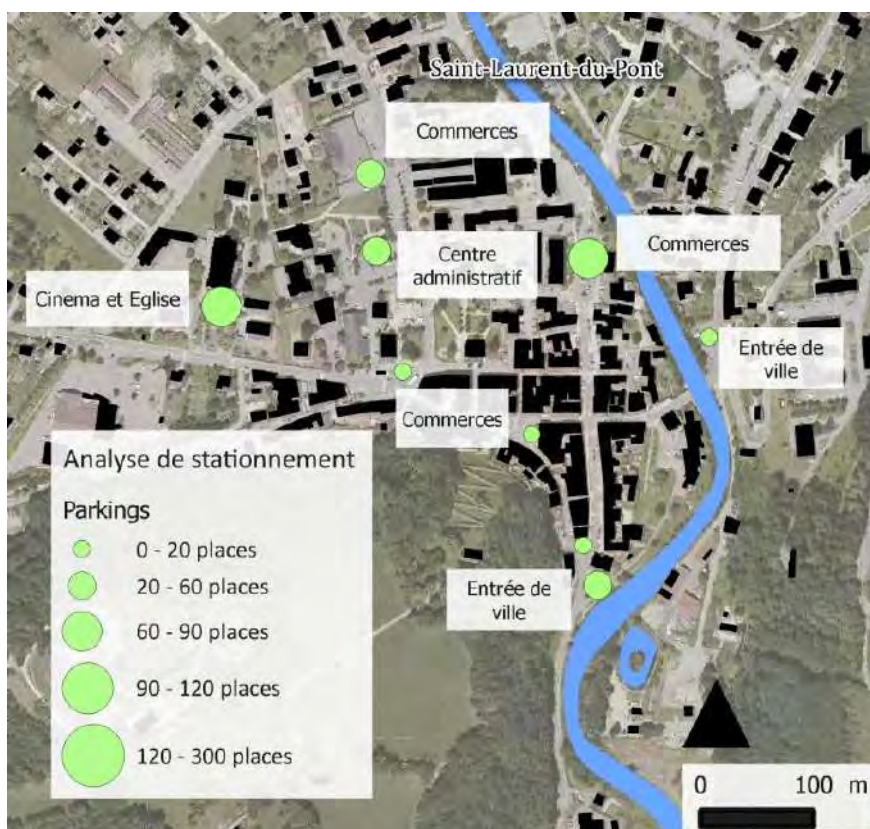 Saint-Laurent-du-Pont
Commerces
Commerces
Centre
administratif
Cinema et Eglise
Entrée de
ville
Commerces
Analyse de stationnement
Parkings
0 - 20 places
20 - 60 places
60 - 90 places
90 - 120 places
120 - 300 places
Entrée de
ville
0 100 m